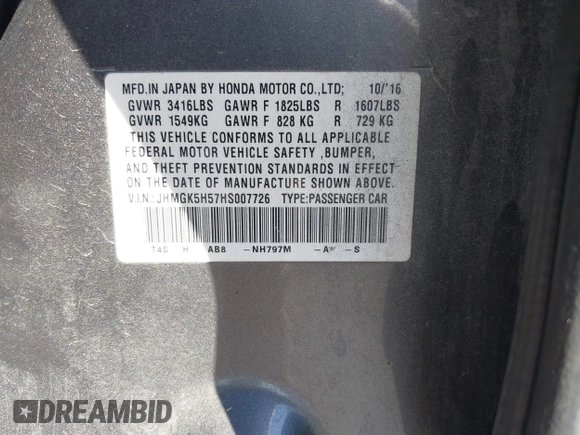 MFD.IN JAPAN BY HONDA MOTOR CO.,LTD; 10/'16
GVWR 3416LBS GAWR F 1825LBS R 1607LBS
GVWR 1549KG GAWR F 828 KG R 729 KG
THIS VEHICLE CONFORMS TO ALL APPLICABLE
FEDERAL MOTOR VEHICLE SAFETY ,BUMPER,
AND THEFT PREVENTION STANDARDS IN EFFECT
ON THE DATE OF MANUFACTURE SHOWN ABOVE.
V.I.N.:JHMGK5H57HS007726 TYPE:PASSENGER CAR
H AB8 -NH797M -A -S
DREAMBID